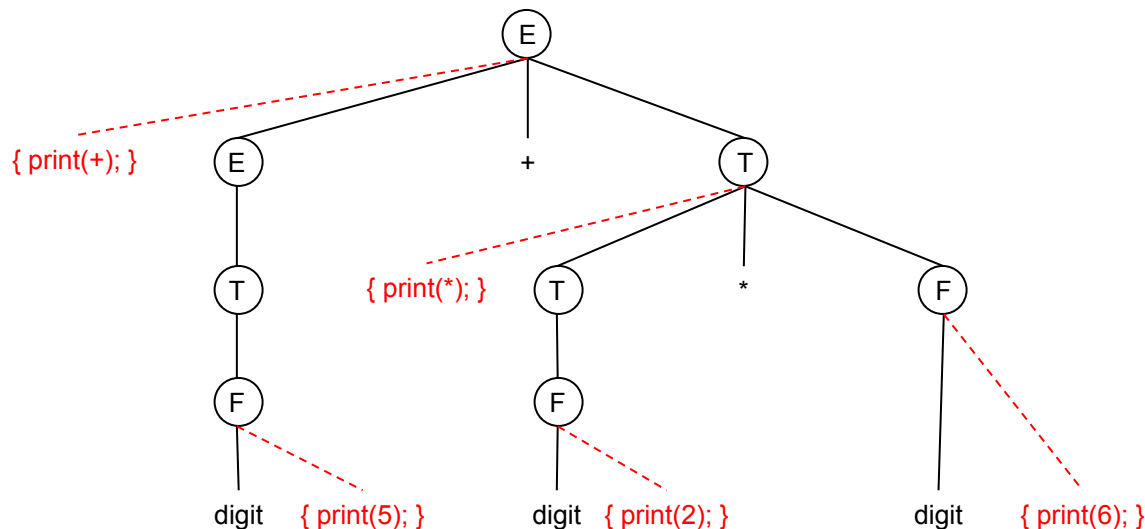 E
{ print(+); }
E
+
T
T
{ print(*); }
T
*
F
F
F
digit
{ print(5); }
digit
{ print(2); }
digit
{ print(6); }